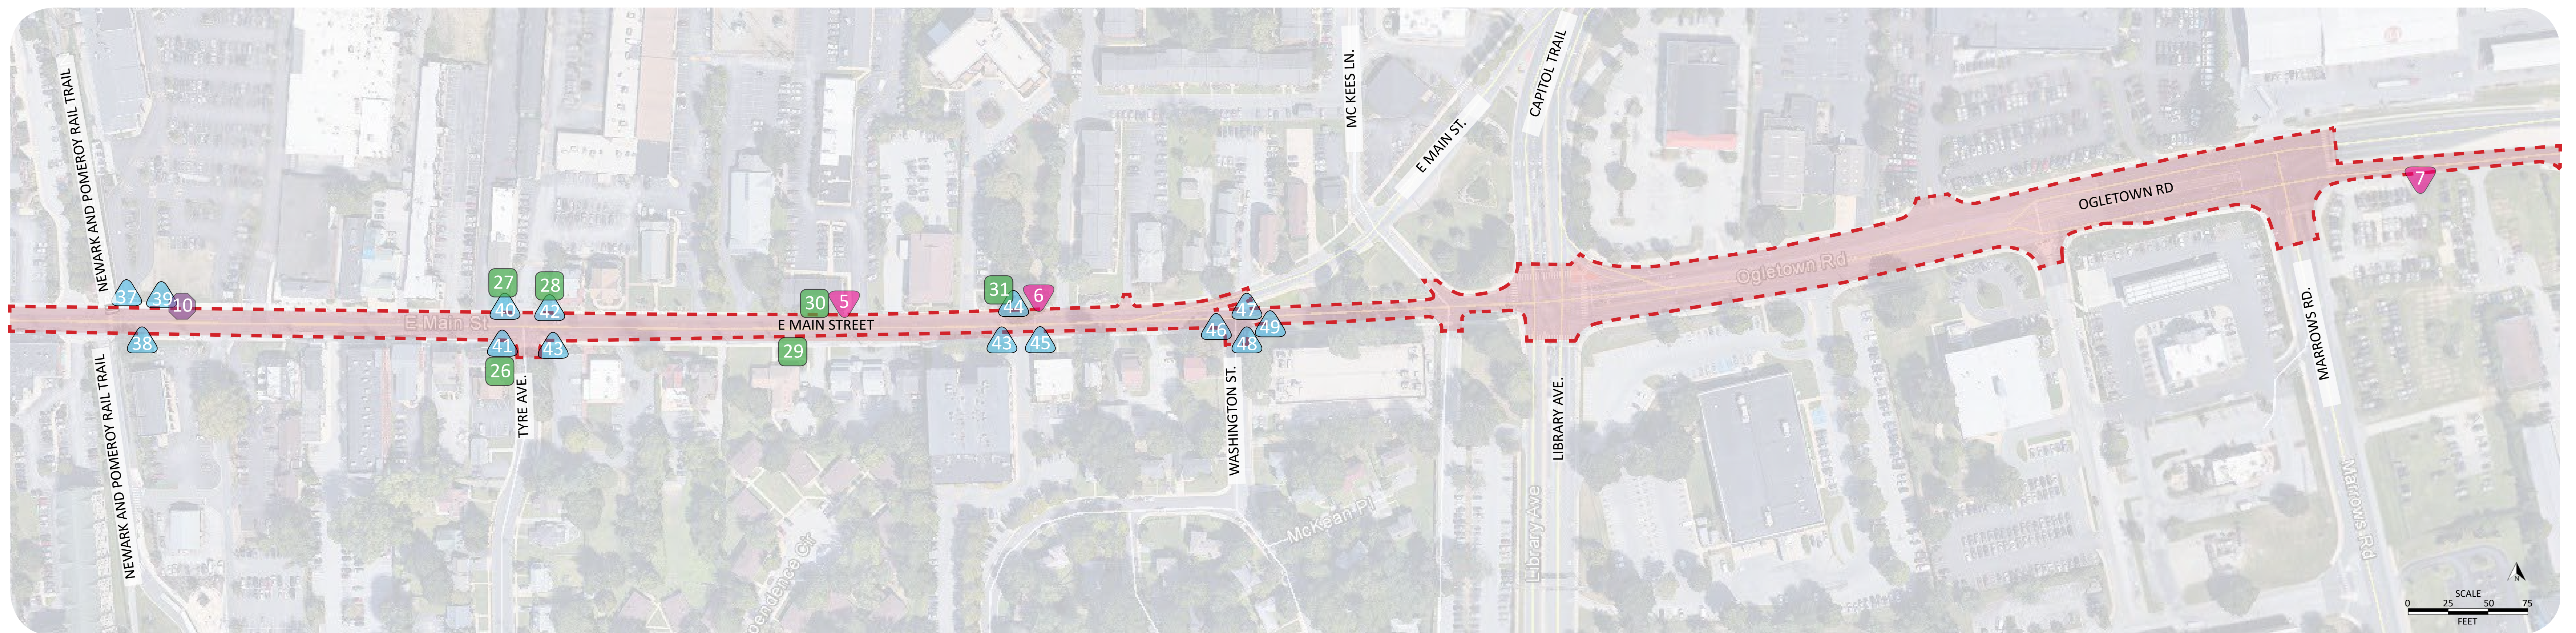 NEWARK AND POMEROY RAIL TRAIL
MC KEES LN.
E MAIN ST.
CAPITOL TRAIL
OGLETOWN RD
Ogletown Rd
7
37
39
10
27
40
28
42
30
5
31
44
6
47
46
49
48
E Main St
E MAIN STREET
38
41
43
26
29
43
45
NEWARK AND POMEROY RAIL TRAIL
TYRE AVE.
WASHINGTON ST.
LIBRARY AVE.
MARROWS RD.
McKean Pl
Library Ave
Marrows Rd
pendence Cir
N
SCALE
0 25 50 75
FEET